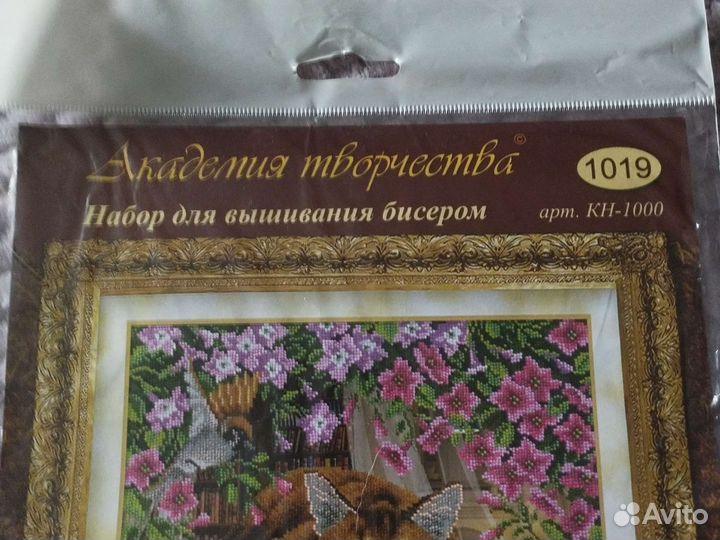 Академия творчества ©
1019
Набор для вышивания бисером
арт. КН-1000
Avito